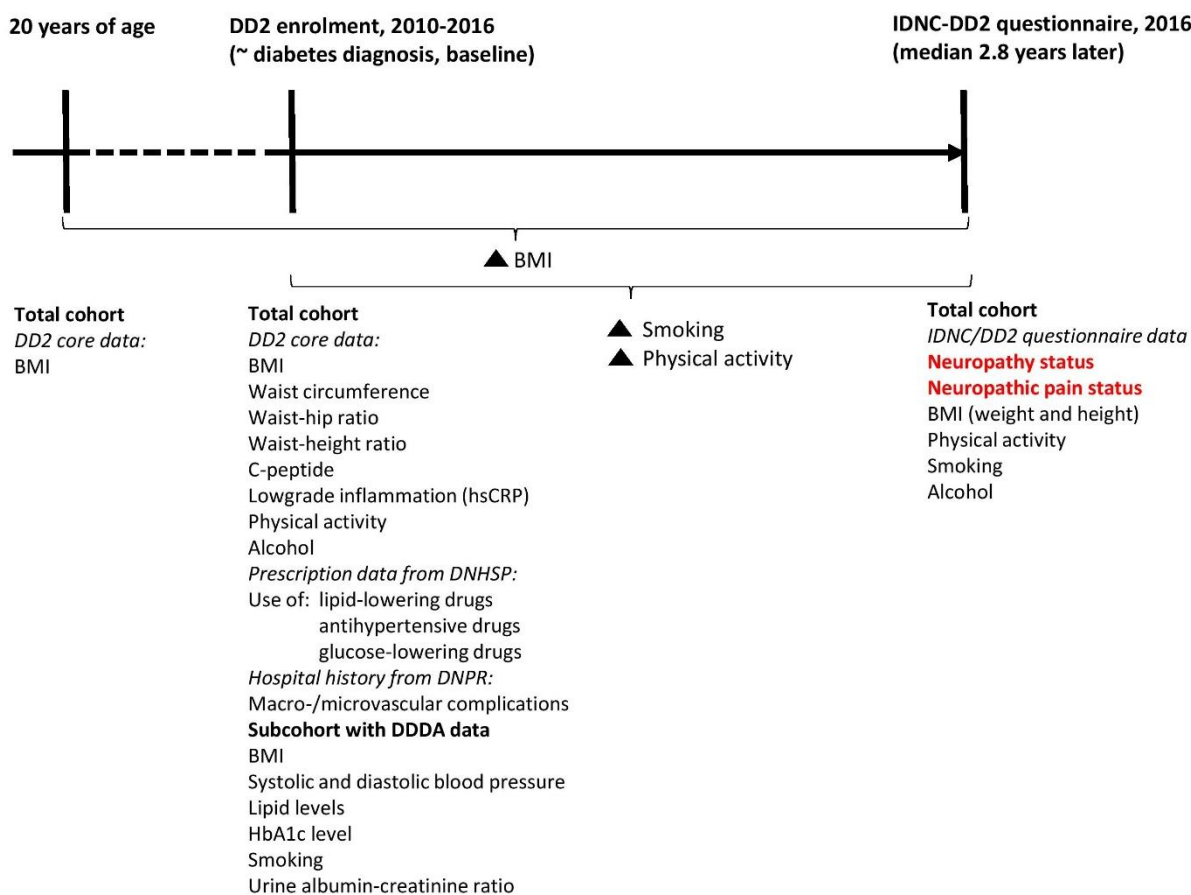 20 years of age
DD2 enrolment, 2010-2016
(~ diabetes diagnosis, baseline)
IDNC-DD2 questionnaire, 2016
(median 2.8 years later)
▲ BMI
▲ Smoking
▲ Physical activity
Total cohort
DD2 core data:
BMI
Total cohort
DD2 core data:
BMI
Waist circumference
Waist-hip ratio
Waist-height ratio
C-peptide
Lowgrade inflammation (hsCRP)
Physical activity
Alcohol
Prescription data from DNHSP:
Use of: lipid-lowering drugs
antihypertensive drugs
glucose-lowering drugs
Hospital history from DNPR:
Macro-/microvascular complications
Subcohort with DDDA data
BMI
Systolic and diastolic blood pressure
Lipid levels
HbA1c level
Smoking
Urine albumin-creatinine ratio
Total cohort
IDNC/DD2 questionnaire data
Neuropathy status
Neuropathic pain status
BMI (weight and height)
Physical activity
Smoking
Alcohol